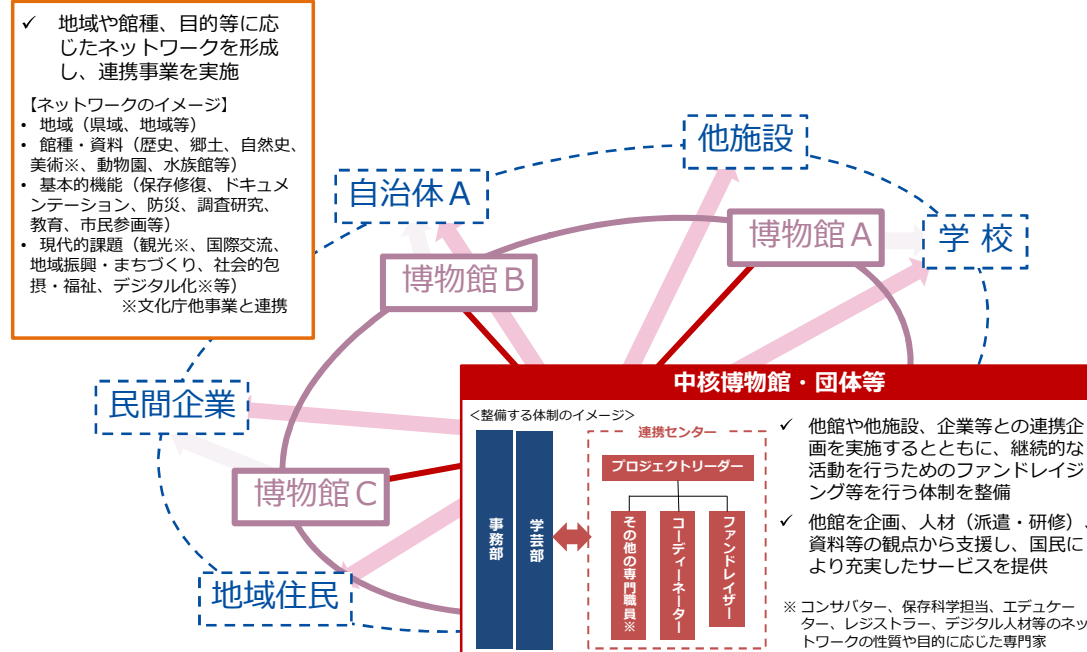 ✓ 地域や館種、目的等に応
じたネットワークを形成
し、連携事業を実施
【ネットワークのイメージ】
• 地域（県域、地域等）
• 館種・資料（歴史、郷土、自然史、
美術※、動物園、水族館等）
• 基本的機能（保存修復、ドキュメ
ンテーション、防災、調査研究、
教育、市民参画等）
• 現代的課題（観光※、国際交流、
地域振興・まちづくり、社会的包
摂・福祉、デジタル化※等）
※文化庁他事業と連携
他施設
自治体Ａ
博物館Ａ
学 校
博物館Ｂ
民間企業
博物館Ｃ
地域住民
中核博物館・団体等
＜整備する体制のイメージ＞
連携センター
プロジェクトリーダー
事務部
学芸部
その他の専門職員※
コーディーネーター
ファンドレイザー
✓ 他館や他施設、企業等との連携企
画を実施するとともに、継続的な
活動を行うためのファンドレイジ
ング等を行う体制を整備
✓ 他館を企画、人材（派遣・研修）、
資料等の観点から支援し、国民に
より充実したサービスを提供
※ コンサバター、保存科学担当、エデュケー
ター、レジストラー、デジタル人材等のネッ
トワークの性質や目的に応じた専門家